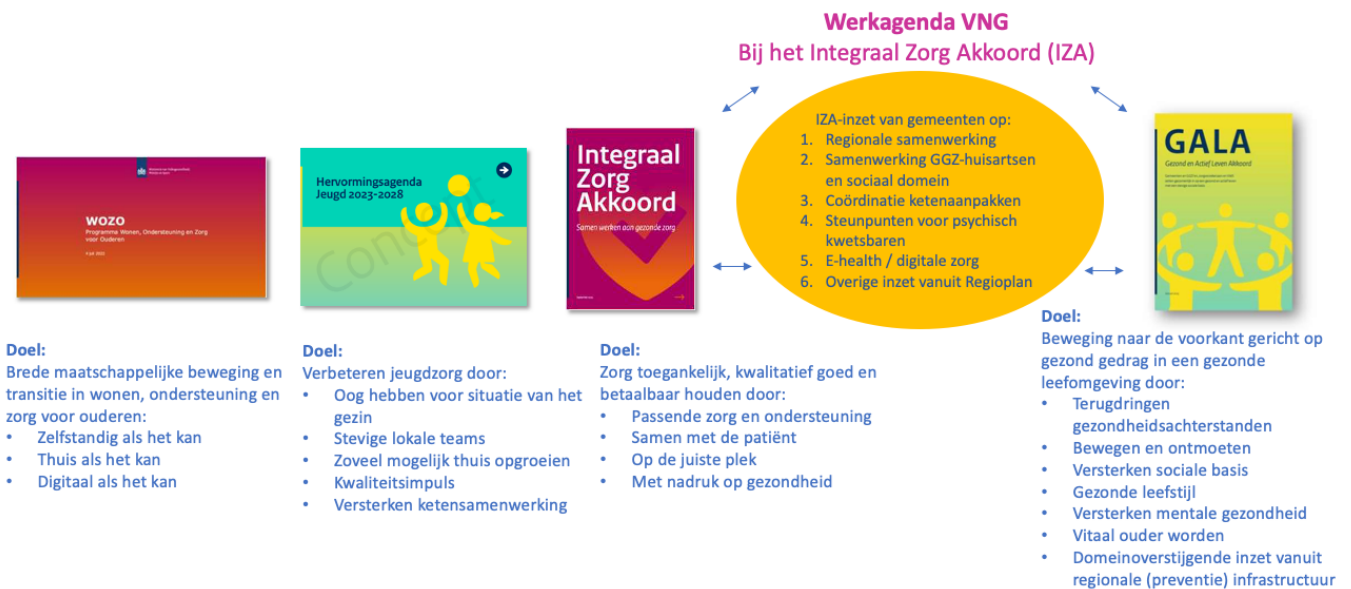 Werkagenda VNG
Bij het Integraal Zorg Akkoord (IZA)
WOZO
Programma Wonen, Ondersteuning en Zorg
voor Ouderen
Hervormingsagenda
Jeugd 2023-2028
Concept
Integraal
Zorg
Akkoord
Samen werken aan gezonde zorg
IZA-inzet van gemeenten op:
1. Regionale samenwerking
2. Samenwerking GGZ-huisartsen
en sociaal domein
3. Coördinatie ketenaanpakken
4. Steunpunten voor psychisch
kwetsbaren
5. E-health / digitale zorg
6. Overige inzet vanuit Regioplan
GALA
Gezond en Actief Leven Akkoord
Doel:
Brede maatschappelijke beweging en
transitie in wonen, ondersteuning en
zorg voor ouderen:
• Zelfstandig als het kan
• Thuis als het kan
• Digitaal als het kan
Doel:
Verbeteren jeugdzorg door:
• Oog hebben voor situatie van het
gezin
• Stevige lokale teams
• Zoveel mogelijk thuis opgroeien
• Kwaliteitsimpuls
• Versterken ketensamenwerking
Doel:
Zorg toegankelijk, kwalitatief goed en
betaalbaar houden door:
• Passende zorg en ondersteuning
• Samen met de patiënt
• Op de juiste plek
• Met nadruk op gezondheid
Doel:
Beweging naar de voorkant gericht op
gezond gedrag in een gezonde
leefomgeving door:
• Terugdringen
gezondheidsachterstanden
• Bewegen en ontmoeten
• Versterken sociale basis
• Gezonde leefstijl
• Versterken mentale gezondheid
• Vitaal ouder worden
• Domeinoverstijgende inzet vanuit
regionale (preventie) infrastructuur